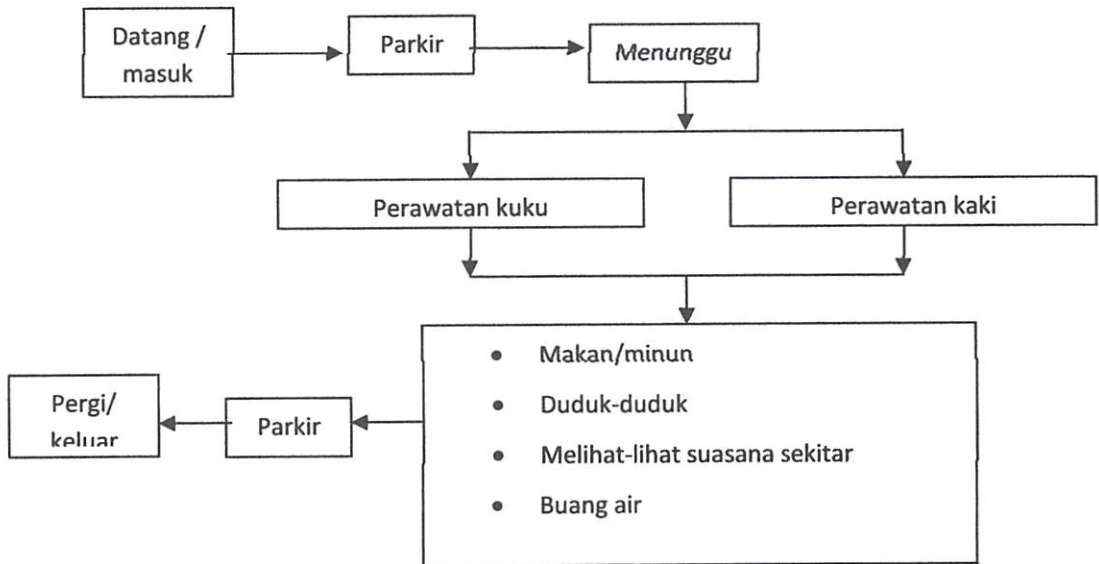 Datang /
masuk
Parkir
Menunggu
Perawatan kuku
Perawatan kaki
• Makan/minun
• Duduk-duduk
• Melihat-lihat suasana sekitar
• Buang air
Parkir
Pergi/
keluar